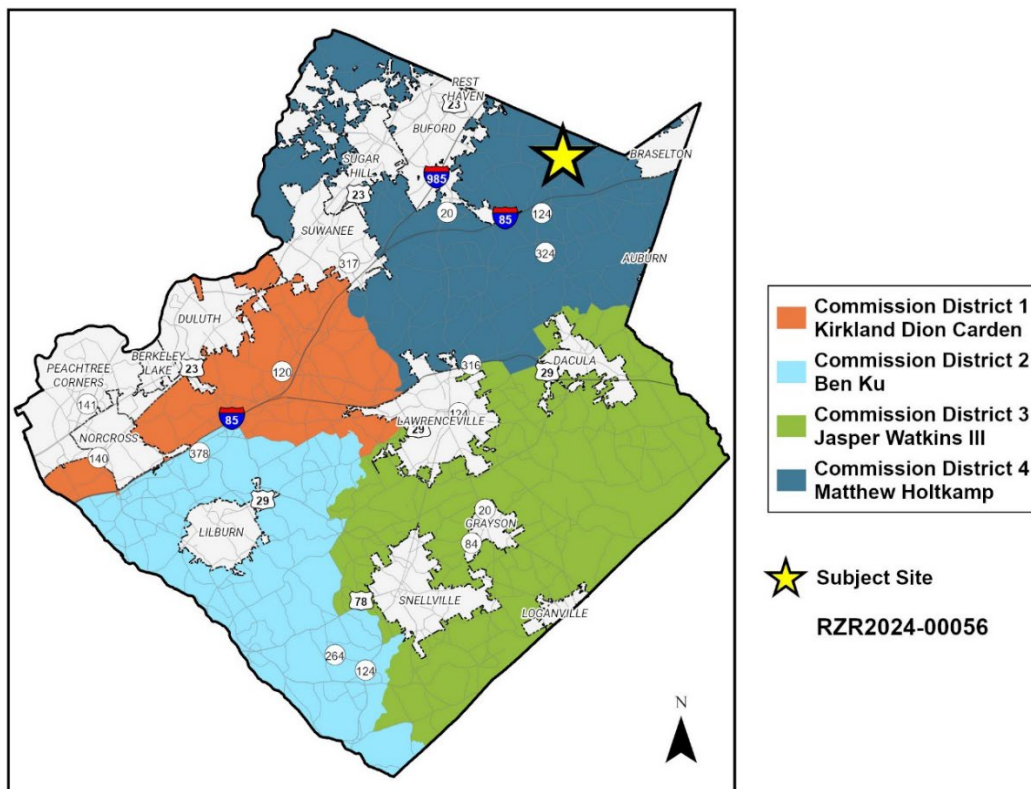 REST
HAVEN
23
BUFORD
BRASELTON
SUGAR
HILL
985
23
20
85
124
SUWANEE
324
317
AUBURN
DULUTH
BERKELEY
LAKE
23
PEACHTREE
CORNERS
141
120
316
DACULA
29
124
LAWRENCEVILLE
29
85
NORCROSS
140
378
29
LILBURN
20
GRAYSON
84
78
SNELLVILLE
LOGANVILLE
264
124
N
Commission District 1
Kirkland Dion Carden
Commission District 2
Ben Ku
Commission District 3
Jasper Watkins III
Commission District 4
Matthew Holtkamp
Subject Site
RZR2024-00056